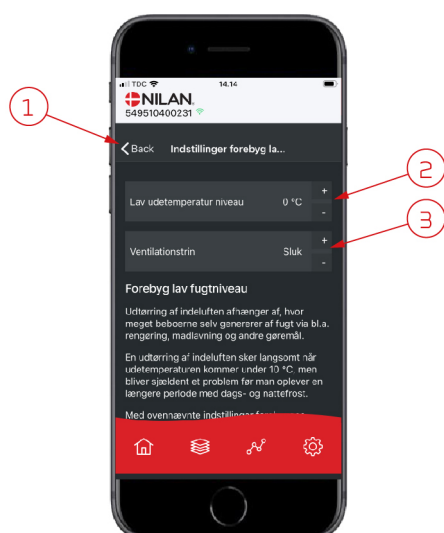 TDC 14.14
NILAN.
549510400231
Back Indstillinger forebyg la...
1
Lav udetemperatur niveau 0 °C + -
2
Ventilationstrin Sluk + -
3
Forebyg lav fugtniveau
Udtørring af indeluften afhænger af, hvor
meget beboerne selv genererer af fugt via bl.a.
rengøring, madlavning og andre gøremål.
En udtørring af indeluften sker langsomt når
udetemperaturen kommer under 10 °C, men
bliver sjældent et problem før man oplever en
længere periode med dags- og nattefrost.
Med ovennævnte indstillinger